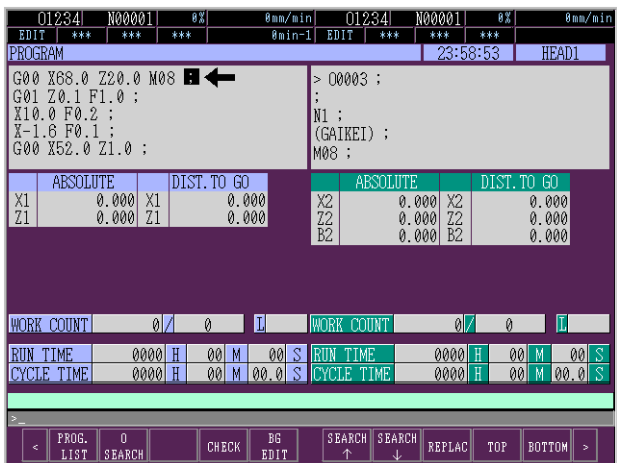 O1234 N00001 0% 0mm/min O1234 N00001 0% 0mm/min
EDIT *** *** *** 0min-1 EDIT *** *** ***
PROGRAM 23:58:53 HEAD1
G00 X68.0 Z20.0 M08 ;
G01 Z0.1 F1.0 ;
X10.0 F0.2 ;
X-1.6 F0.1 ;
G00 X52.0 Z1.0 ;
> O0003 ;
;
N1 ;
(GAIKEI) ;
M08 ;
ABSOLUTE DIST.TO GO
X1 0.000 X1 0.000
Z1 0.000 Z1 0.000
ABSOLUTE DIST.TO GO
X2 0.000 X2 0.000
Z2 0.000 Z2 0.000
B2 0.000 B2 0.000
WORK COUNT 0 / 0 L WORK COUNT 0 / 0 L
RUN TIME 0000 H 00 M 00 S RUN TIME 0000 H 00 M 00 S
CYCLE TIME 0000 H 00 M 00.0 S CYCLE TIME 0000 H 00 M 00.0 S
>_
< PROG. LIST O SEARCH CHECK BG EDIT SEARCH ↑ SEARCH ↓ REPLAC TOP BOTTOM >